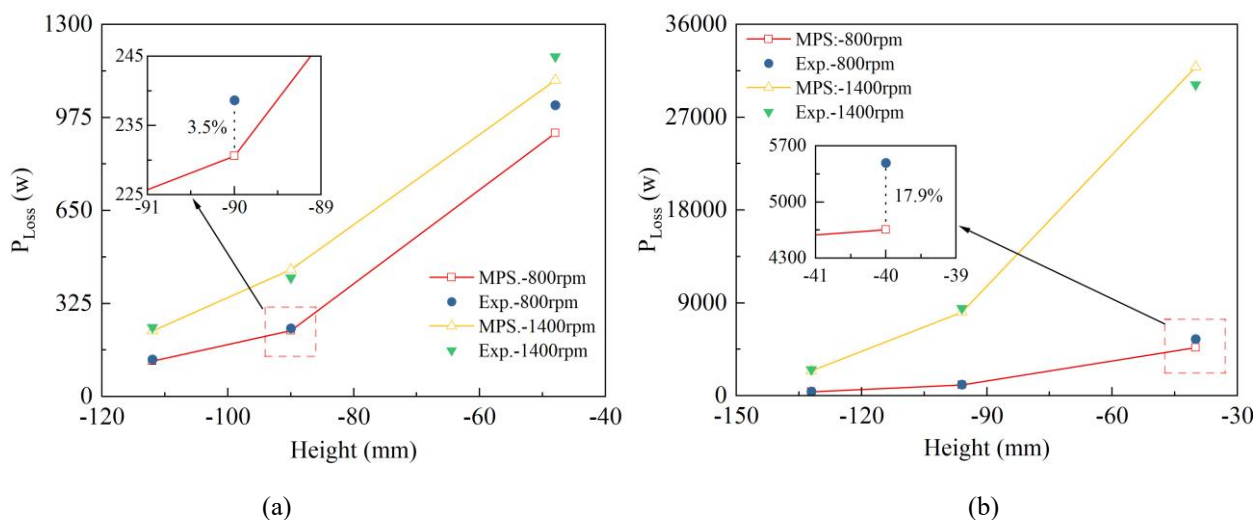 1300
975
650
325
0
P_Loss (w)
-120
-100
-80
-60
-40
Height (mm)
245
235
225
-91
-90
-89
3.5%
MPS.-800rpm
Exp.-800rpm
MPS.-1400rpm
Exp.-1400rpm
(a)
36000
27000
18000
9000
0
P_Loss (w)
-150
-120
-90
-60
-30
Height (mm)
MPS:-800rpm
Exp.-800rpm
MPS:-1400rpm
Exp.-1400rpm
5700
5000
4300
-41
-40
-39
17.9%
(b)